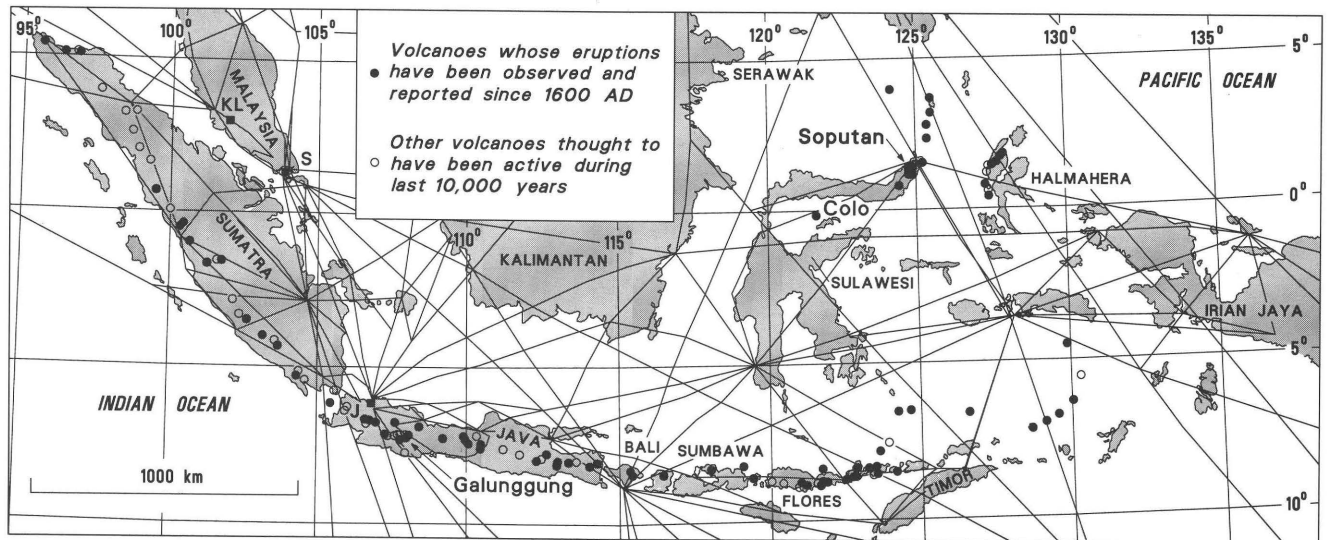 95°
100°
105°
120°
125°
130°
135°
5°
Volcanoes whose eruptions
have been observed and
reported since 1600 AD
Other volcanoes thought to
have been active during
last 10,000 years
SERAWAK
PACIFIC OCEAN
MALAYSIA
KL
S
Soputan
HALMAHERA
0°
Colo
SUMATRA
110°
115°
KALIMANTAN
SULAWESI
IRIAN JAYA
5°
INDIAN OCEAN
J
JAVA
BALI
SUMBAWA
1000 km
Galunggung
FLORES
TIMOR
10°